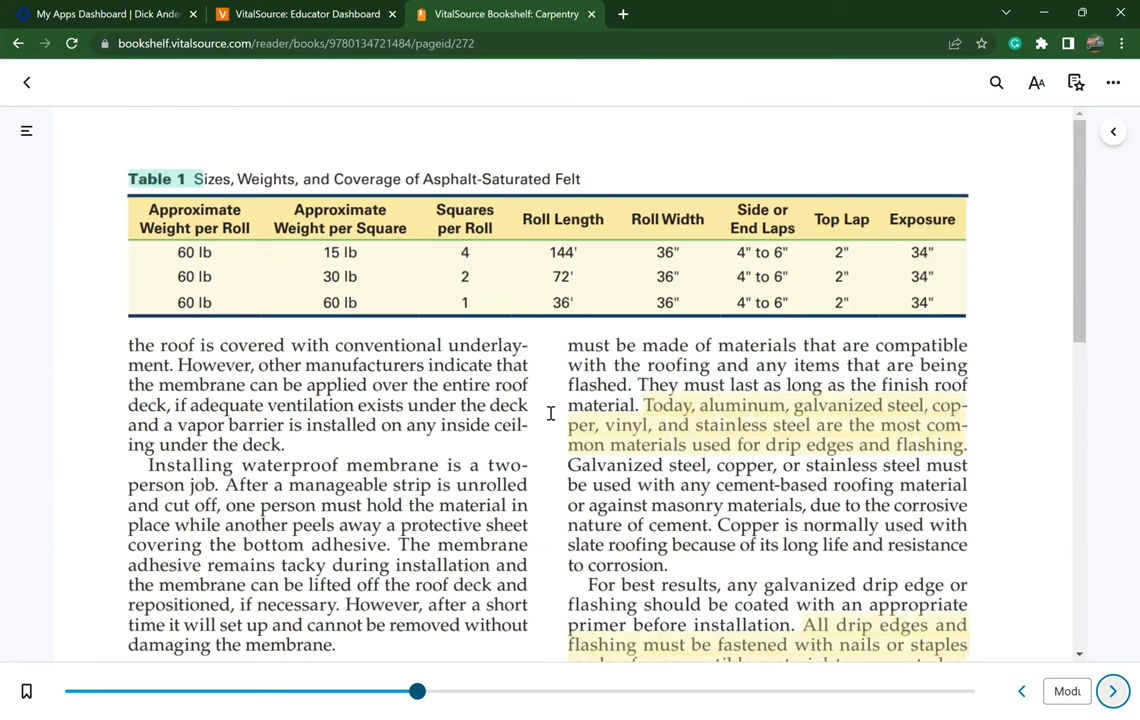 My Apps Dashboard | Dick Ander
VitalSource: Educator Dashboard
VitalSource Bookshelf: Carpentry
bookshelf.vitalsource.com/reader/books/9780134721484/pageid/272
Table 1 Sizes, Weights, and Coverage of Asphalt-Saturated Felt
Approximate Weight per Roll Approximate Weight per Square Squares per Roll Roll Length Roll Width Side or End Laps Top Lap Exposure
60 lb 15 lb 4 144' 36" 4" to 6" 2" 34"
60 lb 30 lb 2 72' 36" 4" to 6" 2" 34"
60 lb 60 lb 1 36' 36" 4" to 6" 2" 34"
the roof is covered with conventional underlay-
ment. However, other manufacturers indicate that
the membrane can be applied over the entire roof
deck, if adequate ventilation exists under the deck
and a vapor barrier is installed on any inside ceil-
ing under the deck.
Installing waterproof membrane is a two-
person job. After a manageable strip is unrolled
and cut off, one person must hold the material in
place while another peels away a protective sheet
covering the bottom adhesive. The membrane
adhesive remains tacky during installation and
the membrane can be lifted off the roof deck and
repositioned, if necessary. However, after a short
time it will set up and cannot be removed without
damaging the membrane.
must be made of materials that are compatible
with the roofing and any items that are being
flashed. They must last as long as the finish roof
material. Today, aluminum, galvanized steel, cop-
per, vinyl, and stainless steel are the most com-
mon materials used for drip edges and flashing.
Galvanized steel, copper, or stainless steel must
be used with any cement-based roofing material
or against masonry materials, due to the corrosive
nature of cement. Copper is normally used with
slate roofing because of its long life and resistance
to corrosion.
For best results, any galvanized drip edge or
flashing should be coated with an appropriate
primer before installation. All drip edges and
flashing must be fastened with nails or staples
Modu